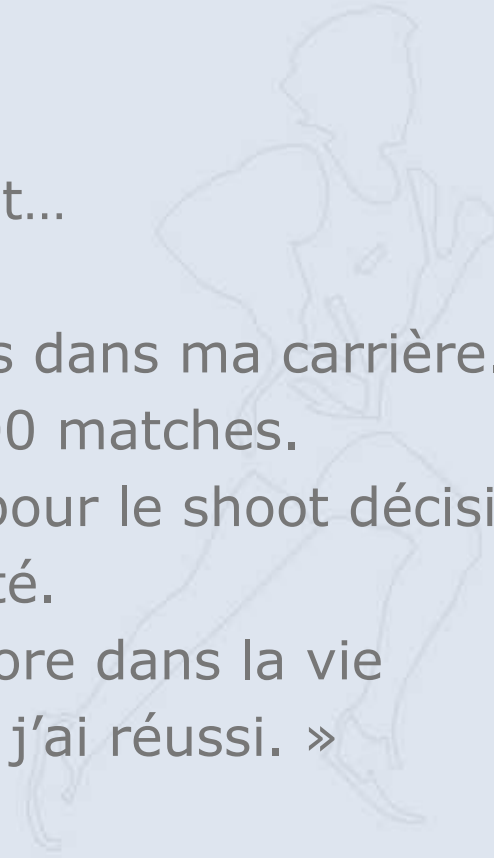 t…
s dans ma carrière.
0 matches.
pour le shoot décisi
té.
ore dans la vie
j’ai réussi. »